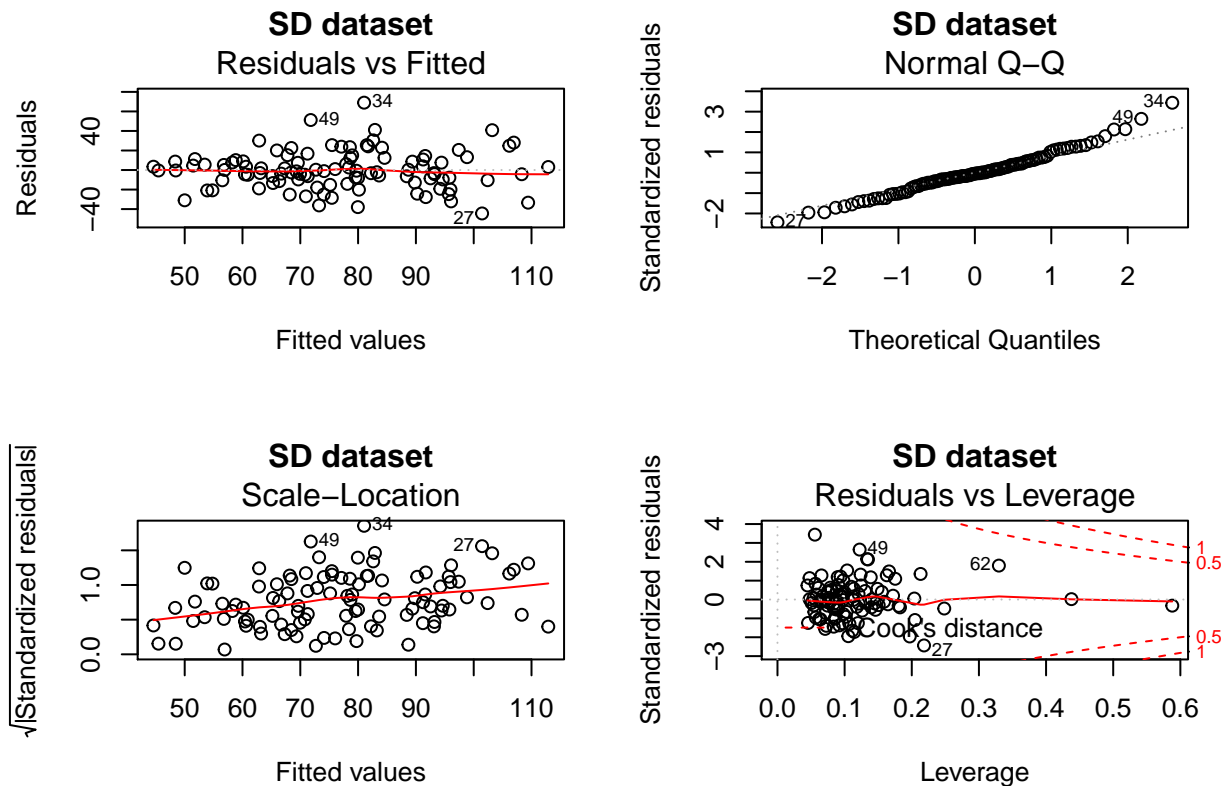 SD dataset
Residuals vs Fitted
Residuals
40
−40
34
49
27
50 60 70 80 90 110
Fitted values
SD dataset
Normal Q−Q
Standardized residuals
3
1
−2
34
49
27
−2 −1 0 1 2
Theoretical Quantiles
SD dataset
Scale−Location
√|Standardized residuals|
1.0
0.0
34
49
27
50 60 70 80 90 110
Fitted values
SD dataset
Residuals vs Leverage
Standardized residuals
4
2
0
−3
49
62
27
Cook's distance
1
0.5
0.5
1
0.0 0.1 0.2 0.3 0.4 0.5 0.6
Leverage